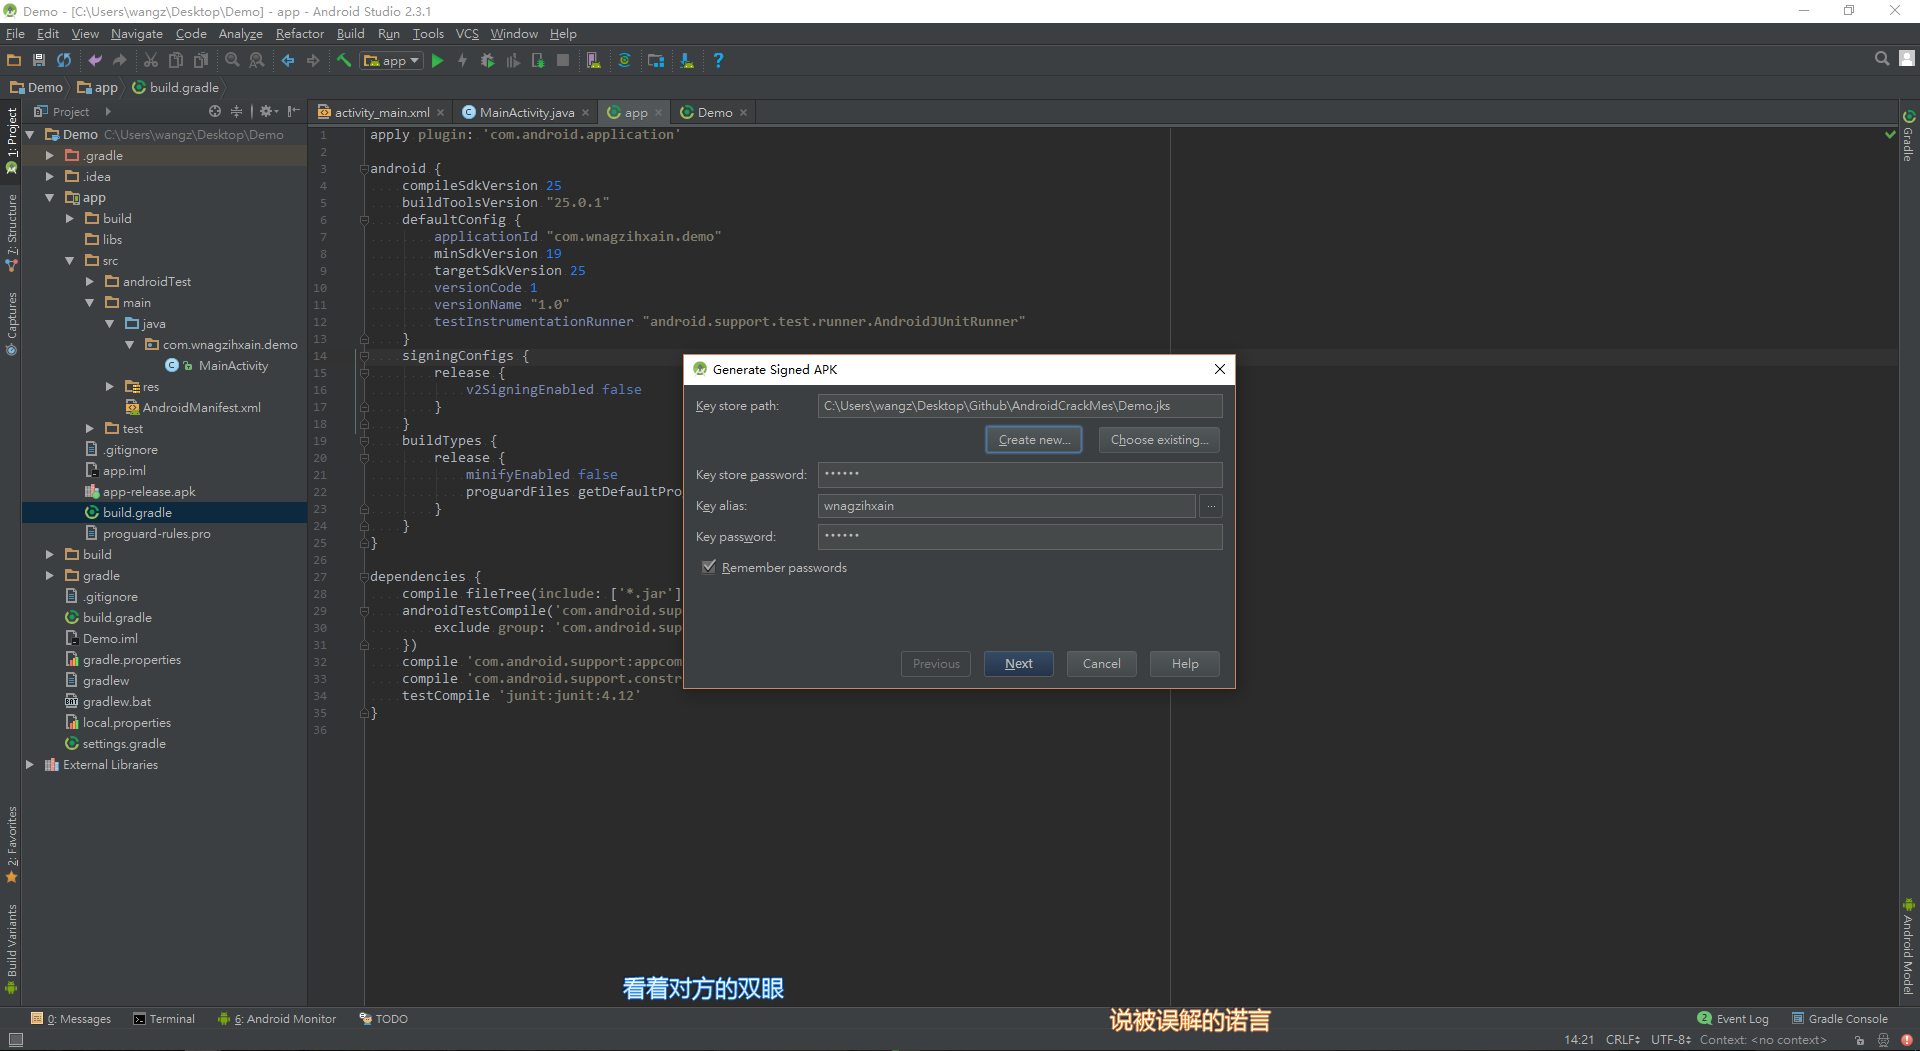 Demo - [C:\Users\wangz\Desktop\Demo] - app - Android Studio 2.3.1
File Edit View Navigate Code Analyze Refactor Build Run Tools VCS Window Help
app
Demo app build.gradle
Project
activity_main.xml MainActivity.java app Demo
1: Project
7: Structure
Captures
2: Favorites
Build Variants
Demo C:\Users\wangz\Desktop\Demo
.gradle
.idea
app
build
libs
src
androidTest
main
java
com.wnagzihxain.demo
MainActivity
res
AndroidManifest.xml
test
.gitignore
app.iml
app-release.apk
build.gradle
proguard-rules.pro
build
gradle
.gitignore
build.gradle
Demo.iml
gradle.properties
gradlew
gradlew.bat
local.properties
settings.gradle
External Libraries
1 apply plugin: 'com.android.application'
2
3 android {
4 compileSdkVersion 25
5 buildToolsVersion "25.0.1"
6 defaultConfig {
7 applicationId "com.wnagzihxain.demo"
8 minSdkVersion 19
9 targetSdkVersion 25
10 versionCode 1
11 versionName "1.0"
12 testInstrumentationRunner "android.support.test.runner.AndroidJUnitRunner"
13 }
14 signingConfigs {
15 release {
16 v2SigningEnabled false
17 }
18 }
19 buildTypes {
20 release {
21 minifyEnabled false
22 proguardFiles getDefaultPro
23 }
24 }
25 }
26
27 dependencies {
28 compile fileTree(include: ['*.jar']
29 androidTestCompile('com.android.sup
30 exclude group: 'com.android.sup
31 })
32 compile 'com.android.support:appcom
33 compile 'com.android.support.constr
34 testCompile 'junit:junit:4.12'
35 }
36
Generate Signed APK
Key store path: C:\Users\wangz\Desktop\Github\AndroidCrackMes\Demo.jks
Create new... Choose existing...
Key store password: ••••••
Key alias: wnagzihxain ...
Key password: ••••••
Remember passwords
Previous Next Cancel Help
Gradle
Android Model
看着对方的双眼
说被误解的诺言
0: Messages Terminal 6: Android Monitor TODO 2 Event Log Gradle Console
14:21 CRLF UTF-8 Context: <no context>